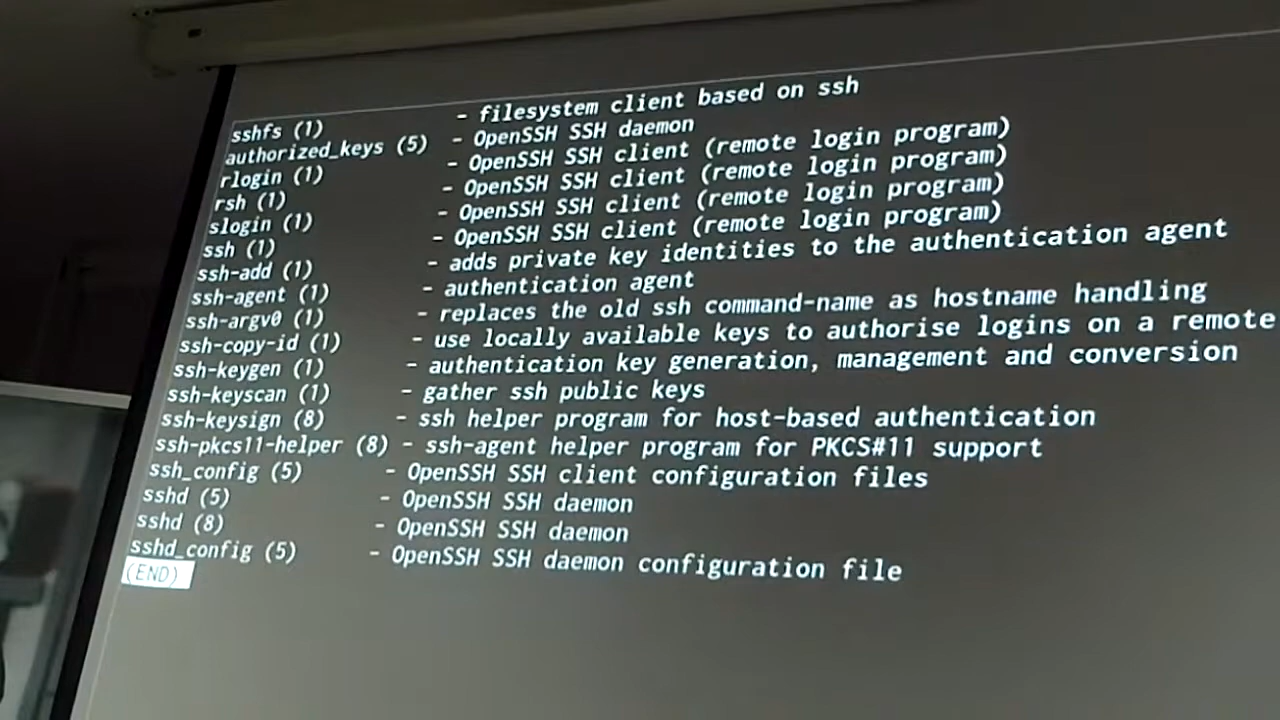 sshfs (1) - filesystem client based on ssh
authorized_keys (5) - OpenSSH SSH daemon
rlogin (1) - OpenSSH SSH client (remote login program)
rsh (1) - OpenSSH SSH client (remote login program)
slogin (1) - OpenSSH SSH client (remote login program)
ssh (1) - OpenSSH SSH client (remote login program)
ssh-add (1) - adds private key identities to the authentication agent
ssh-agent (1) - authentication agent
ssh-argv0 (1) - replaces the old ssh command-name as hostname handling
ssh-copy-id (1) - use locally available keys to authorise logins on a remote
ssh-keygen (1) - authentication key generation, management and conversion
ssh-keyscan (1) - gather ssh public keys
ssh-keysign (8) - ssh helper program for host-based authentication
ssh-pkcs11-helper (8) - ssh-agent helper program for PKCS#11 support
ssh_config (5) - OpenSSH SSH client configuration files
sshd (5) - OpenSSH SSH daemon
sshd (8) - OpenSSH SSH daemon
sshd_config (5) - OpenSSH SSH daemon configuration file
(END)